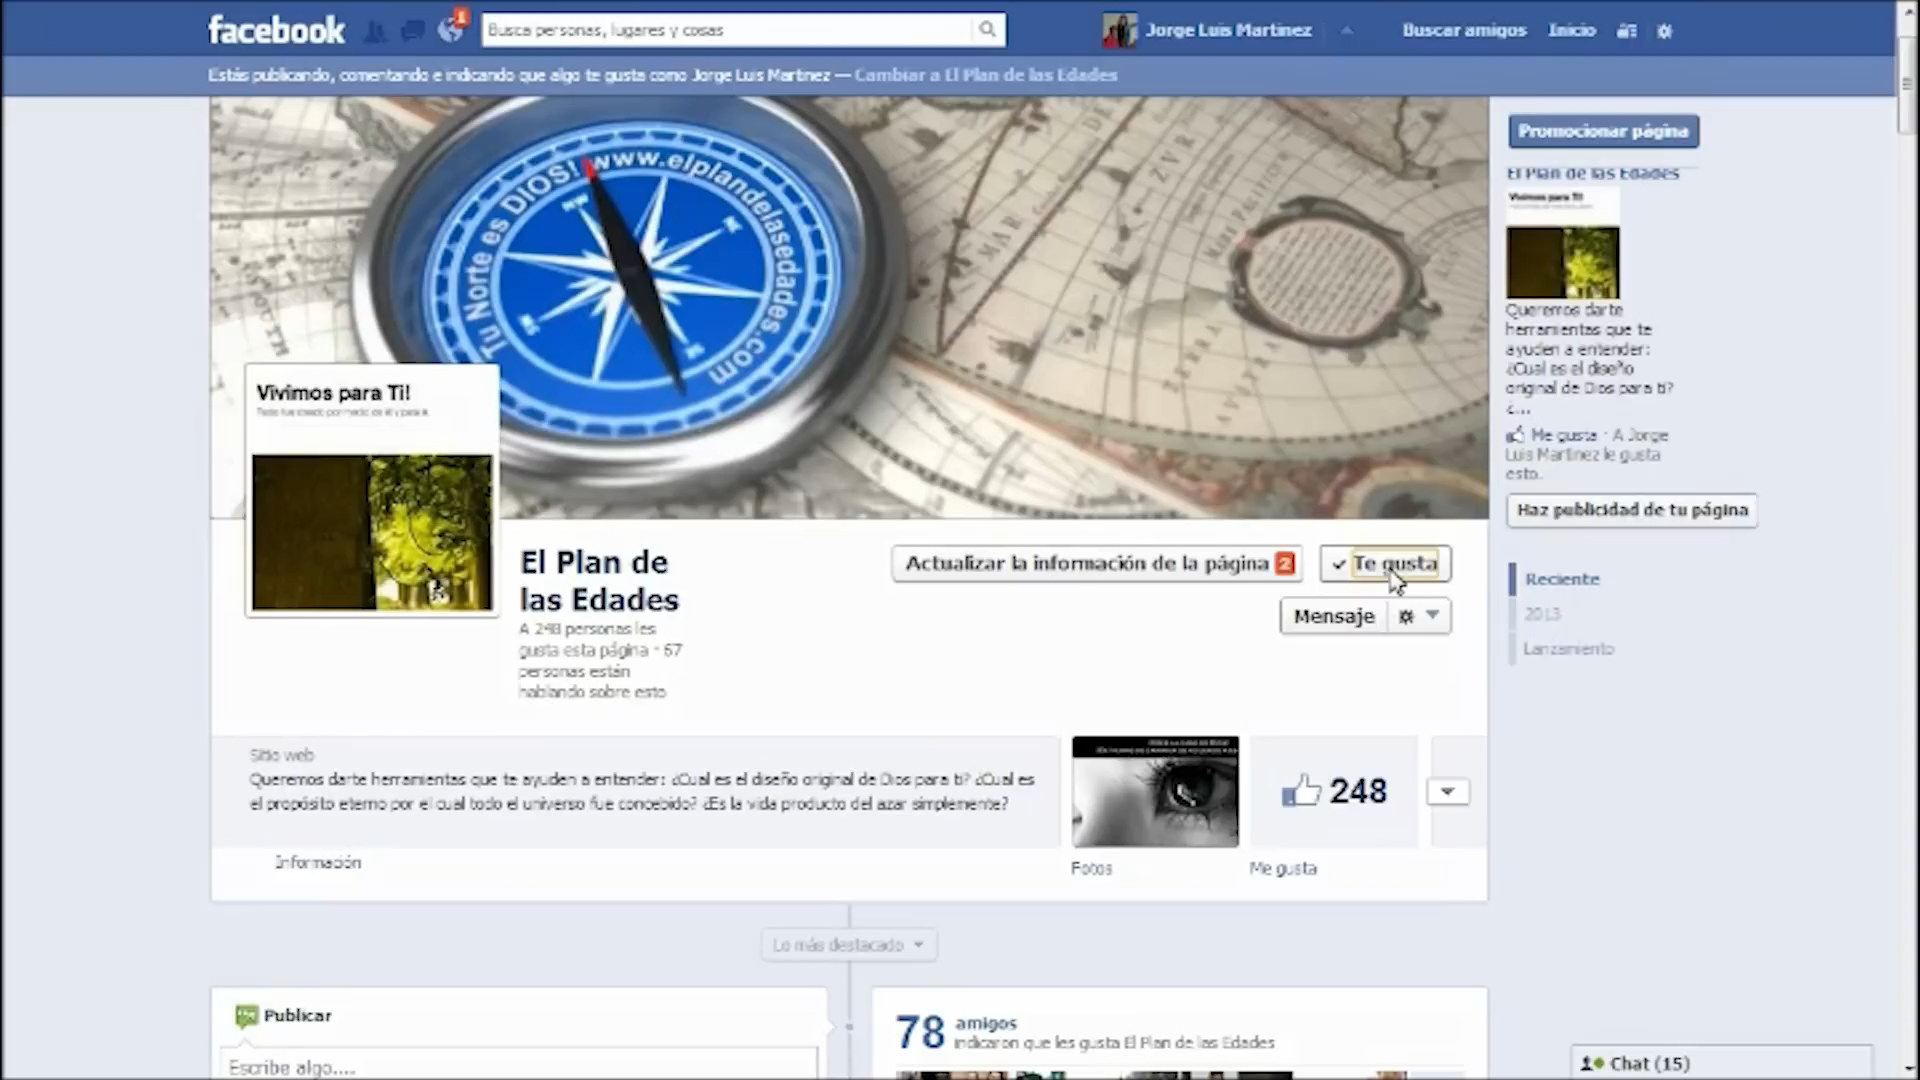 facebook
1
Busca personas, lugares y cosas
Jorge Luis Martinez
Buscar amigos
Inicio
Estás publicando, comentando e indicando que algo te gusta como Jorge Luis Martinez — Cambiar a El Plan de las Edades
Tu Norte es DIOS! www.elplandelasedades.com
Promocionar página
El Plan de las Edades
Vivimos para Ti!
Queremos darte
herramientas que te
ayuden a entender:
¿Cual es el diseño
original de Dios para ti?
¿...
Me gusta · A Jorge
Luis Martinez le gusta
esto.
Haz publicidad de tu página
Vivimos para Ti!
El Plan de
las Edades
A 248 personas les
gusta esta página · 67
personas están
hablando sobre esto
Actualizar la información de la página 2
Te gusta
Mensaje
Reciente
2013
Lanzamiento
Sitio web
Queremos darte herramientas que te ayuden a entender: ¿Cual es el diseño original de Dios para ti? ¿Cual es
el propósito eterno por el cual todo el universo fue concebido? ¿Es la vida producto del azar simplemente?
248
Información
Fotos
Me gusta
Lo más destacado
Publicar
Escribe algo....
78 amigos
indicaron que les gusta El Plan de las Edades
Chat (15)